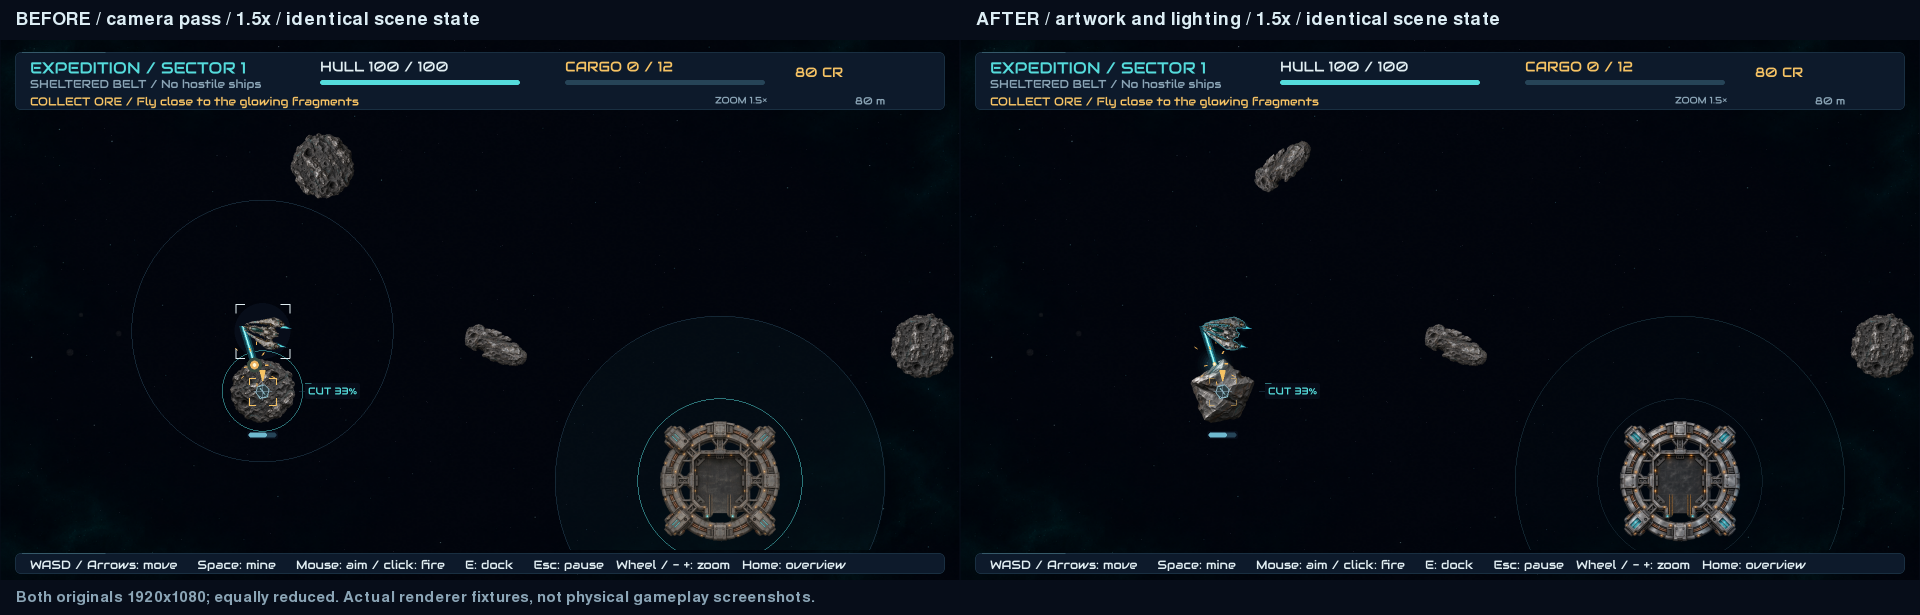 BEFORE / camera pass / 1.5x / identical scene state
EXPEDITION / SECTOR 1
HULL 100 / 100
CARGO 0 / 12
80 CR
SHELTERED BELT / No hostile ships
COLLECT ORE / Fly close to the glowing fragments
ZOOM 1.5×
80 m
CUT 33%
WASD / Arrows: move Space: mine Mouse: aim / click: fire E: dock Esc: pause Wheel / - +: zoom Home: overview
AFTER / artwork and lighting / 1.5x / identical scene state
EXPEDITION / SECTOR 1
HULL 100 / 100
CARGO 0 / 12
80 CR
SHELTERED BELT / No hostile ships
COLLECT ORE / Fly close to the glowing fragments
ZOOM 1.5×
80 m
CUT 33%
WASD / Arrows: move Space: mine Mouse: aim / click: fire E: dock Esc: pause Wheel / - +: zoom Home: overview
Both originals 1920x1080; equally reduced. Actual renderer fixtures, not physical gameplay screenshots.